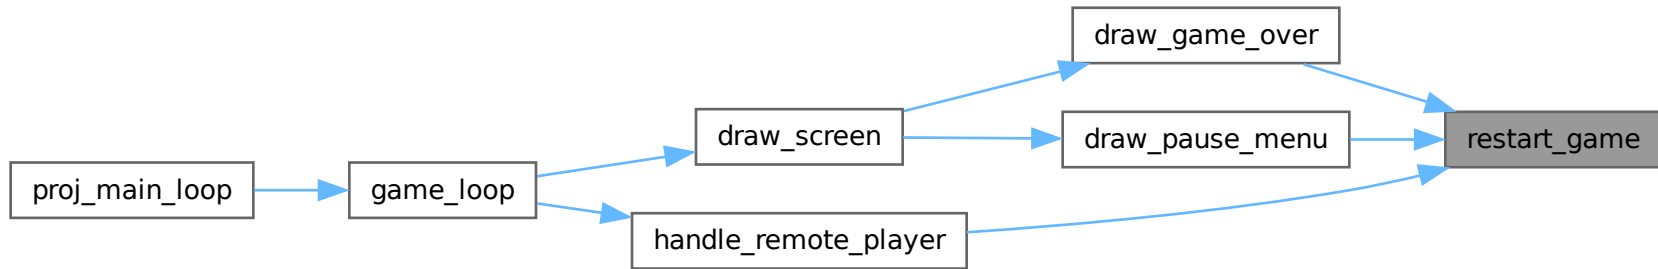 draw_game_over
draw_screen
draw_pause_menu
restart_game
proj_main_loop
game_loop
handle_remote_player